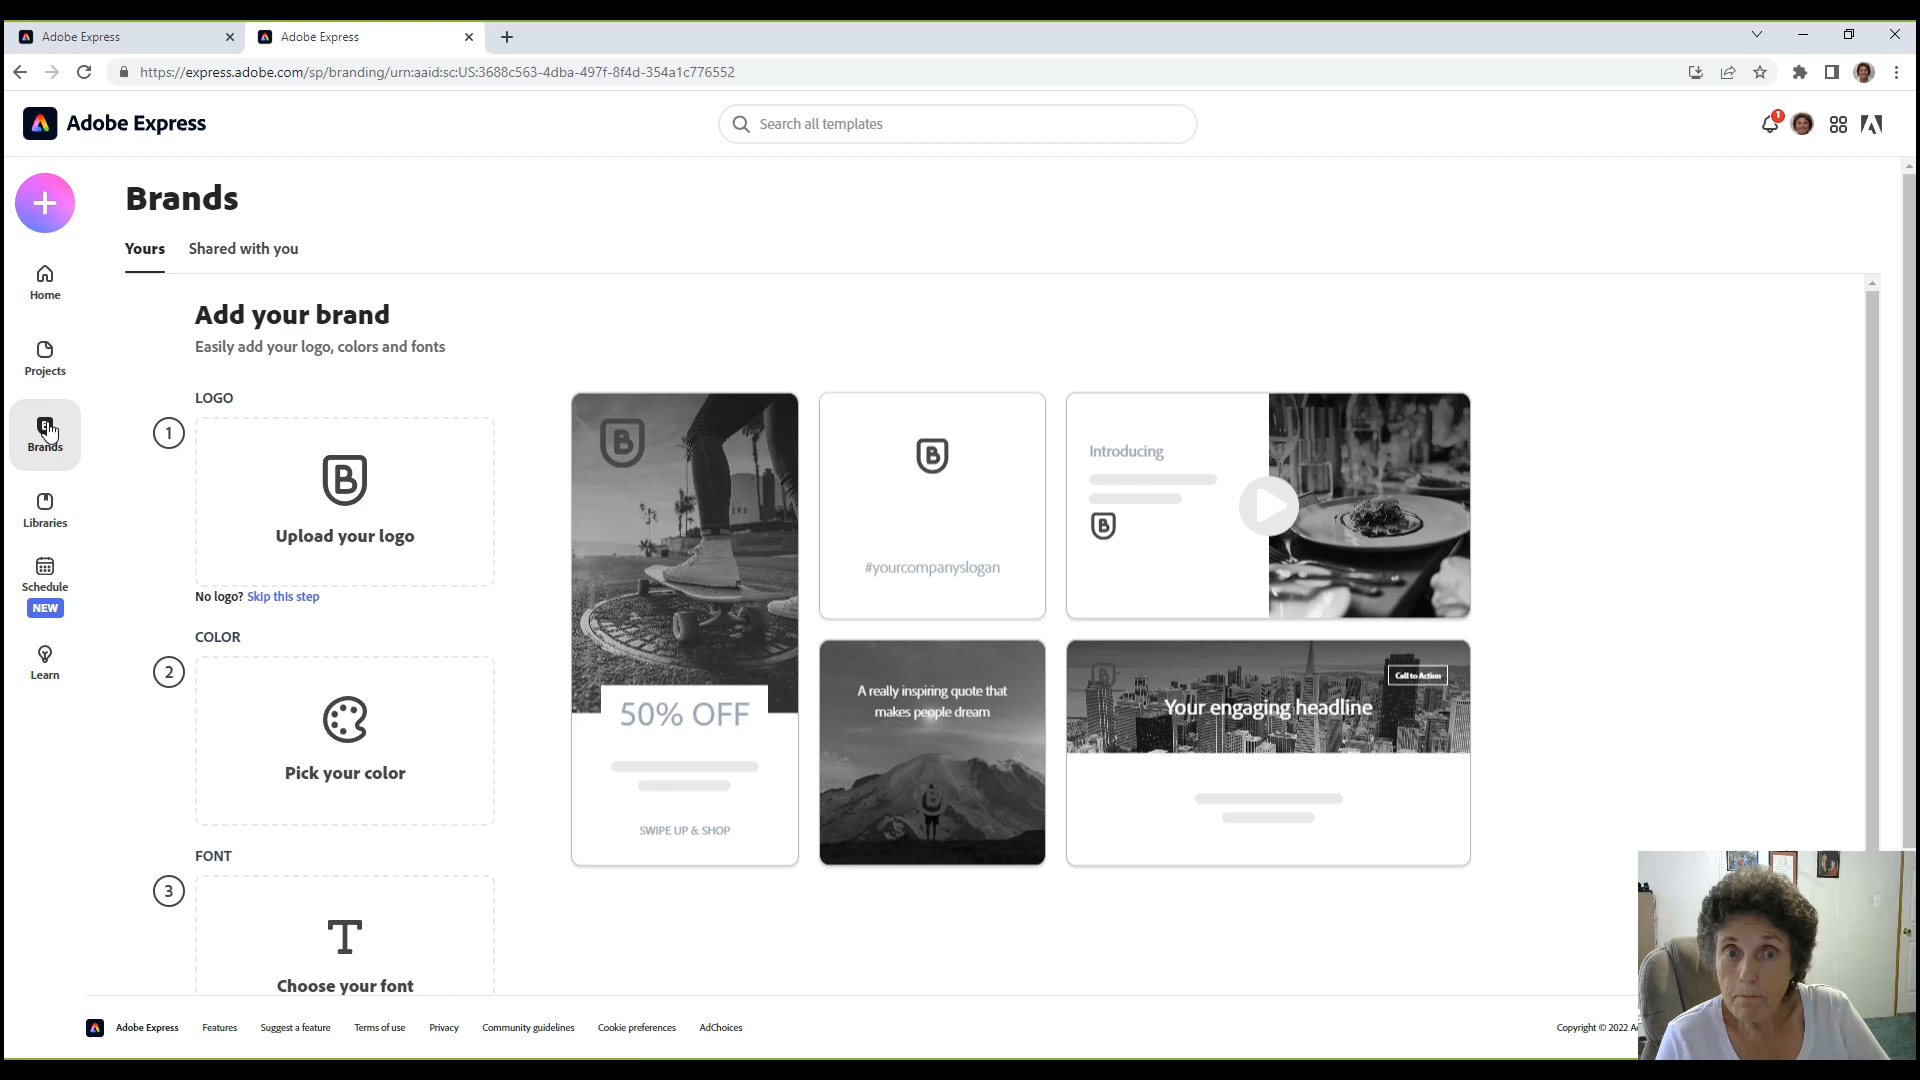 Adobe Express
Adobe Express
https://express.adobe.com/sp/branding/urn:aaid:sc:US:3688c563-4dba-497f-8f4d-354a1c776552
Adobe Express
Search all templates
1
Brands
Yours
Shared with you
Home
Projects
Brands
Libraries
Schedule
NEW
Learn
Add your brand
Easily add your logo, colors and fonts
LOGO
1
B
Upload your logo
No logo? Skip this step
COLOR
2
Pick your color
FONT
3
T
Choose your font
B
50% OFF
SWIPE UP & SHOP
B
#yourcompanyslogan
Introducing
B
A really inspiring quote that
makes people dream
B
Call to Action
Your engaging headline
Adobe Express
Features
Suggest a feature
Terms of use
Privacy
Community guidelines
Cookie preferences
AdChoices
Copyright © 2022